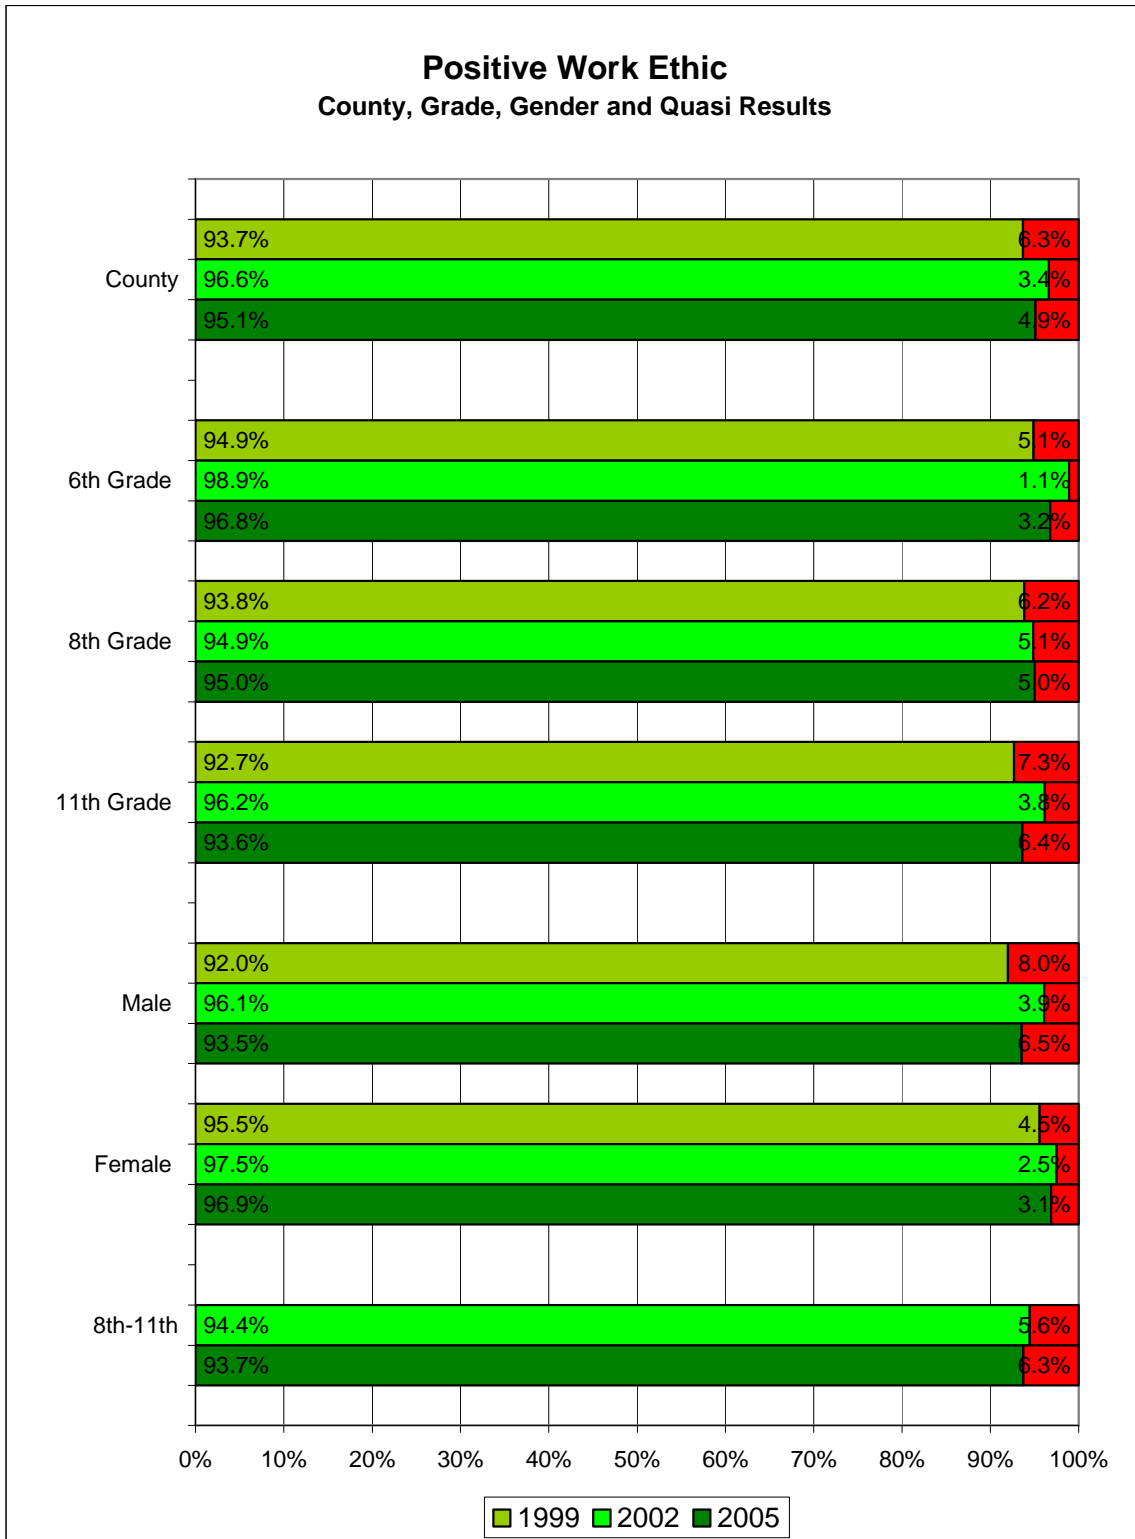 Positive Work Ethic
County, Grade, Gender and Quasi Results
93.7% 6.3%
County 96.6% 3.4%
95.1% 4.9%
94.9% 5.1%
6th Grade 98.9% 1.1%
96.8% 3.2%
93.8% 6.2%
8th Grade 94.9% 5.1%
95.0% 5.0%
92.7% 7.3%
11th Grade 96.2% 3.8%
93.6% 6.4%
92.0% 8.0%
Male 96.1% 3.9%
93.5% 6.5%
95.5% 4.5%
Female 97.5% 2.5%
96.9% 3.1%
8th-11th 94.4% 5.6%
93.7% 6.3%
0% 10% 20% 30% 40% 50% 60% 70% 80% 90% 100%
1999 2002 2005